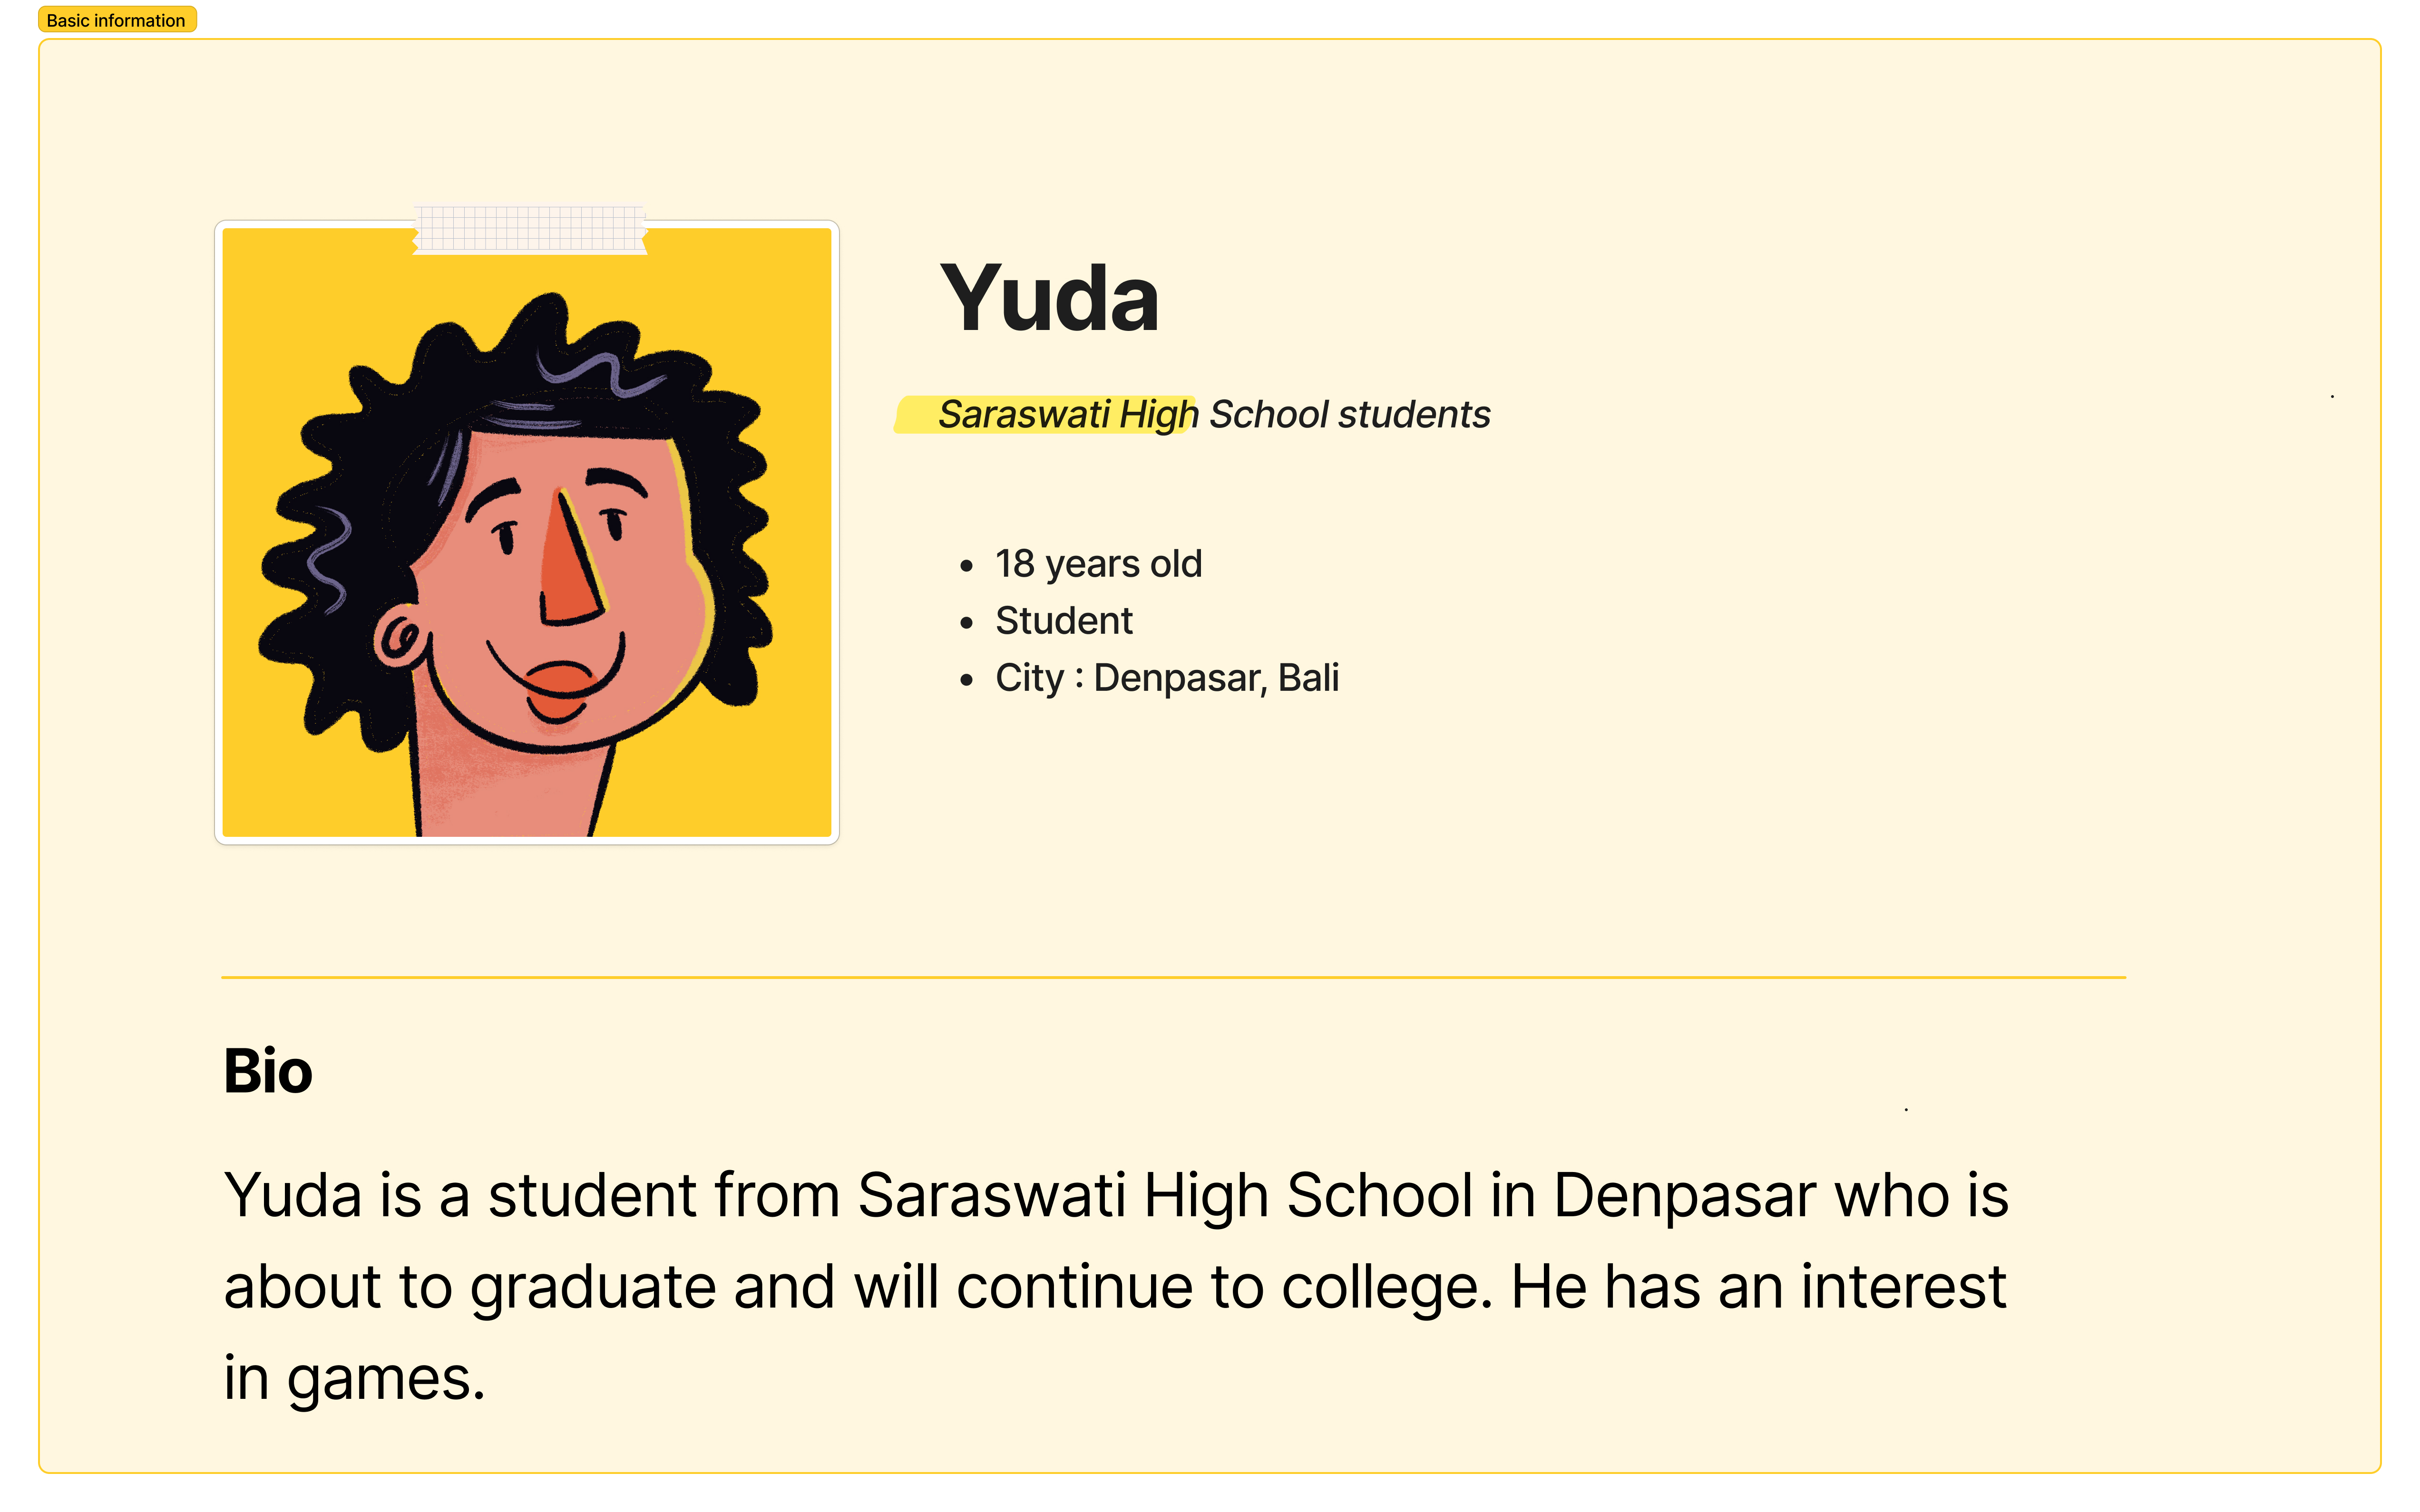 Basic information
Yuda
Saraswati High School students
• 18 years old
• Student
• City : Denpasar, Bali
Bio
Yuda is a student from Saraswati High School in Denpasar who is
about to graduate and will continue to college. He has an interest
in games.